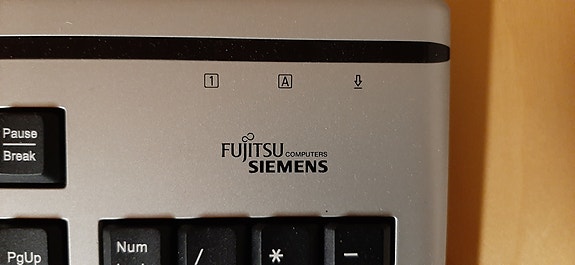 1 A
Pause
Break
FUJITSU COMPUTERS
SIEMENS
PgUp
Num
/
*
-